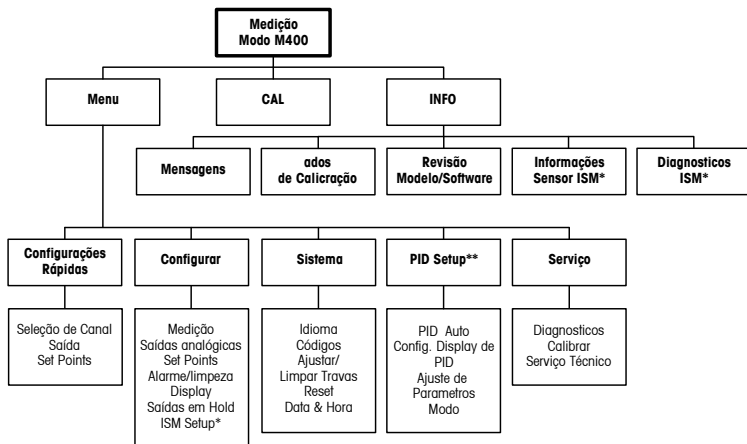 Medição
Modo M400
Menu
CAL
INFO
Mensagens
ados
de Calicração
Revisão
Modelo/Software
Informações
Sensor ISM*
Diagnosticos
ISM*
Configurações
Rápidas
Configurar
Sistema
PID Setup**
Serviço
Seleção de Canal
Saída
Set Points
Medição
Saídas analógicas
Set Points
Alarme/limpeza
Display
Saídas em Hold
ISM Setup*
Idioma
Códigos
Ajustar/
Limpar Travas
Reset
Data & Hora
PID Auto
Config. Display de
PID
Ajuste de
Parametros
Modo
Diagnosticos
Calibrar
Serviço Técnico